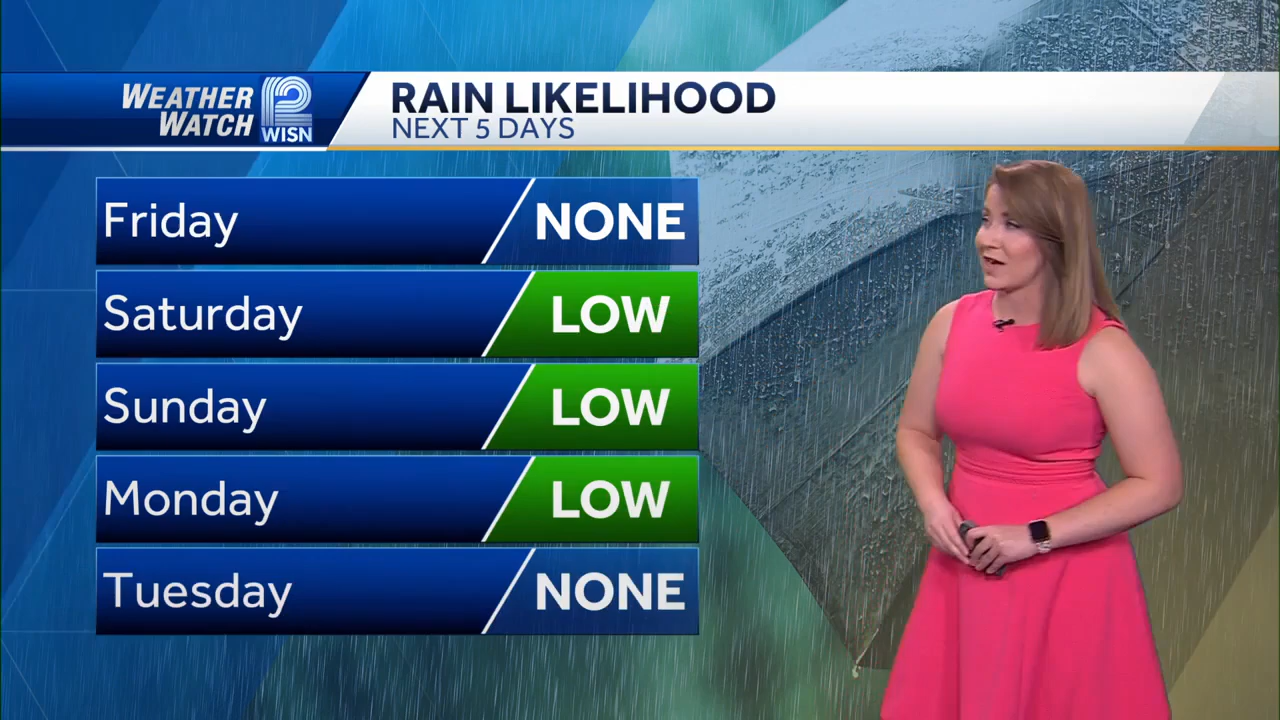 WEATHER
WATCH
12
WISN
RAIN LIKELIHOOD
NEXT 5 DAYS
Friday NONE
Saturday LOW
Sunday LOW
Monday LOW
Tuesday NONE